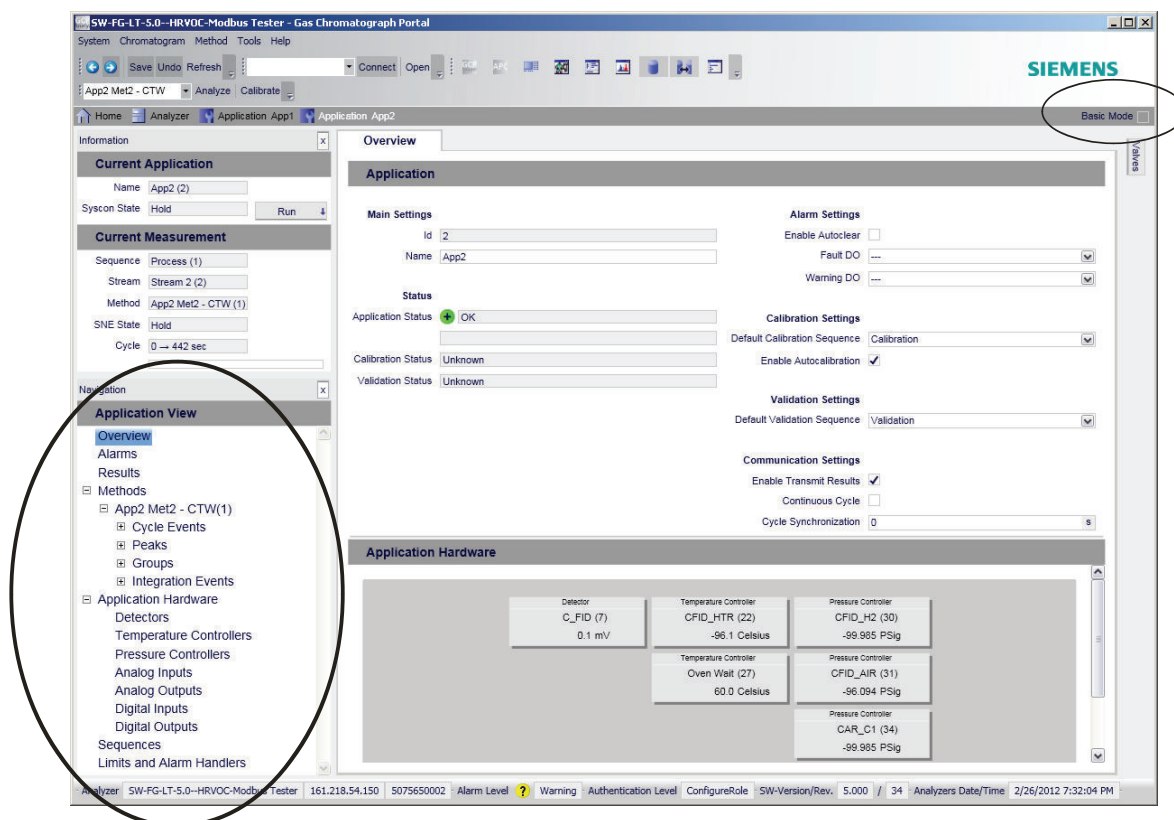 SW-FG-LT-5.0--HRVOC-Modbus Tester - Gas Chromatograph Portal
System Chromatogram Method Tools Help
Save Undo Refresh Connect Open
SIEMENS
App2 Met2 - CTW Analyze Calibrate
Home Analyzer Application App1 Application App2 Basic Mode
Information x
Overview
Valves
Current Application
Name App2 (2)
Syscon State Hold Run
Current Measurement
Sequence Process (1)
Stream Stream 2 (2)
Method App2 Met2 - CTW (1)
SNE State Hold
Cycle 0 → 442 sec
Navigation x
Application View
Overview
Alarms
Results
Methods
App2 Met2 - CTW(1)
Cycle Events
Peaks
Groups
Integration Events
Application Hardware
Detectors
Temperature Controllers
Pressure Controllers
Analog Inputs
Analog Outputs
Digital Inputs
Digital Outputs
Sequences
Limits and Alarm Handlers
Application
Main Settings
Id 2
Name App2
Status
Application Status OK
Calibration Status Unknown
Validation Status Unknown
Alarm Settings
Enable Autoclear
Fault DO ---
Warning DO ---
Calibration Settings
Default Calibration Sequence Calibration
Enable Autocalibration
Validation Settings
Default Validation Sequence Validation
Communication Settings
Enable Transmit Results
Continuous Cycle
Cycle Synchronization 0 s
Application Hardware
Detector
C_FID (7)
0.1 mV
Temperature Controller
CFID_HTR (22)
-96.1 Celsius
Pressure Controller
CFID_H2 (30)
-99.985 PSig
Temperature Controller
Oven Wait (27)
60.0 Celsius
Pressure Controller
CFID_AIR (31)
-96.094 PSig
Pressure Controller
CAR_C1 (34)
-99.985 PSig
Analyzer SW-FG-LT-5.0--HRVOC-Modbus Tester 161.218.54.150 5075650002 Alarm Level ? Warning Authentication Level ConfigureRole SW-Version/Rev. 5.000 / 34 Analyzers Date/Time 2/26/2012 7:32:04 PM